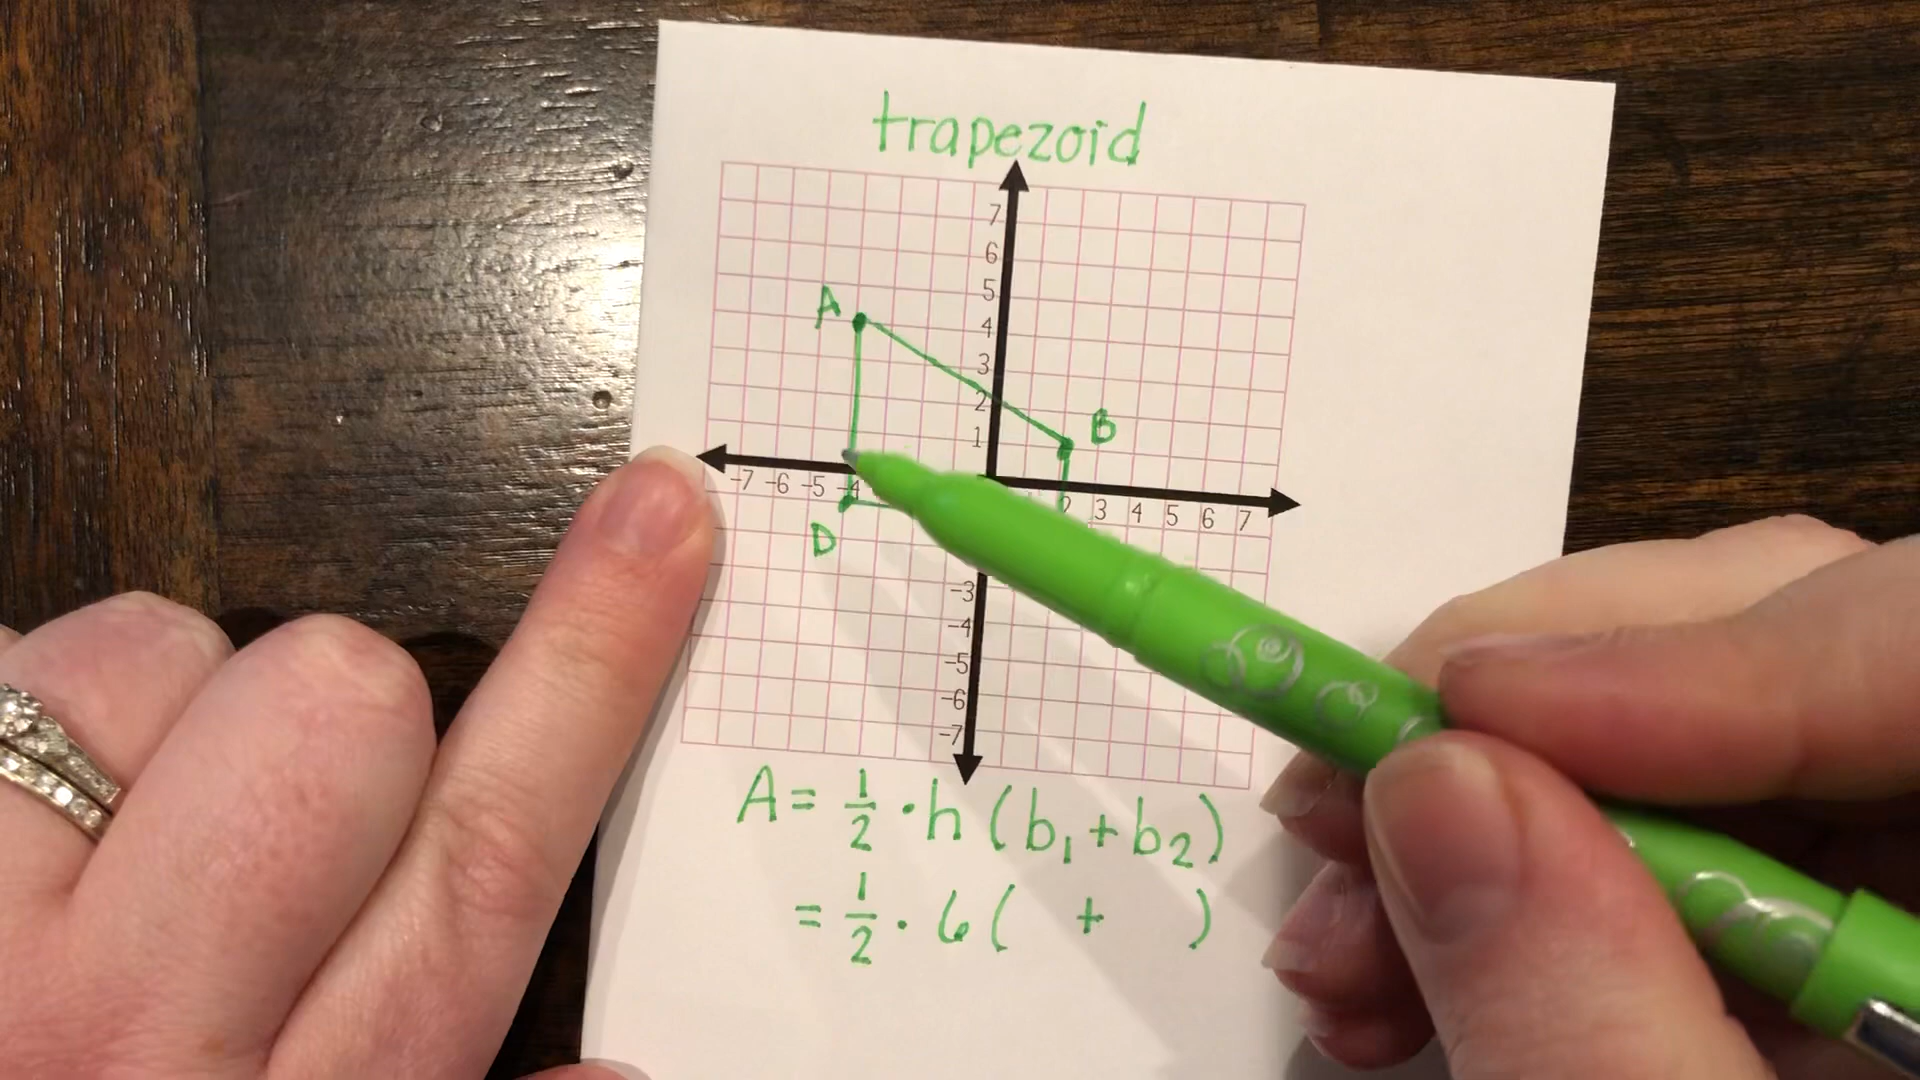 trapezoid
7
6
5
A
4
3
2
B
1
-7 -6 -5 -4 2 3 4 5 6 7
D
-3
-4
-5
-6
-7
A = 1/2 · h (b₁ + b₂)
= 1/2 · 6 ( + )